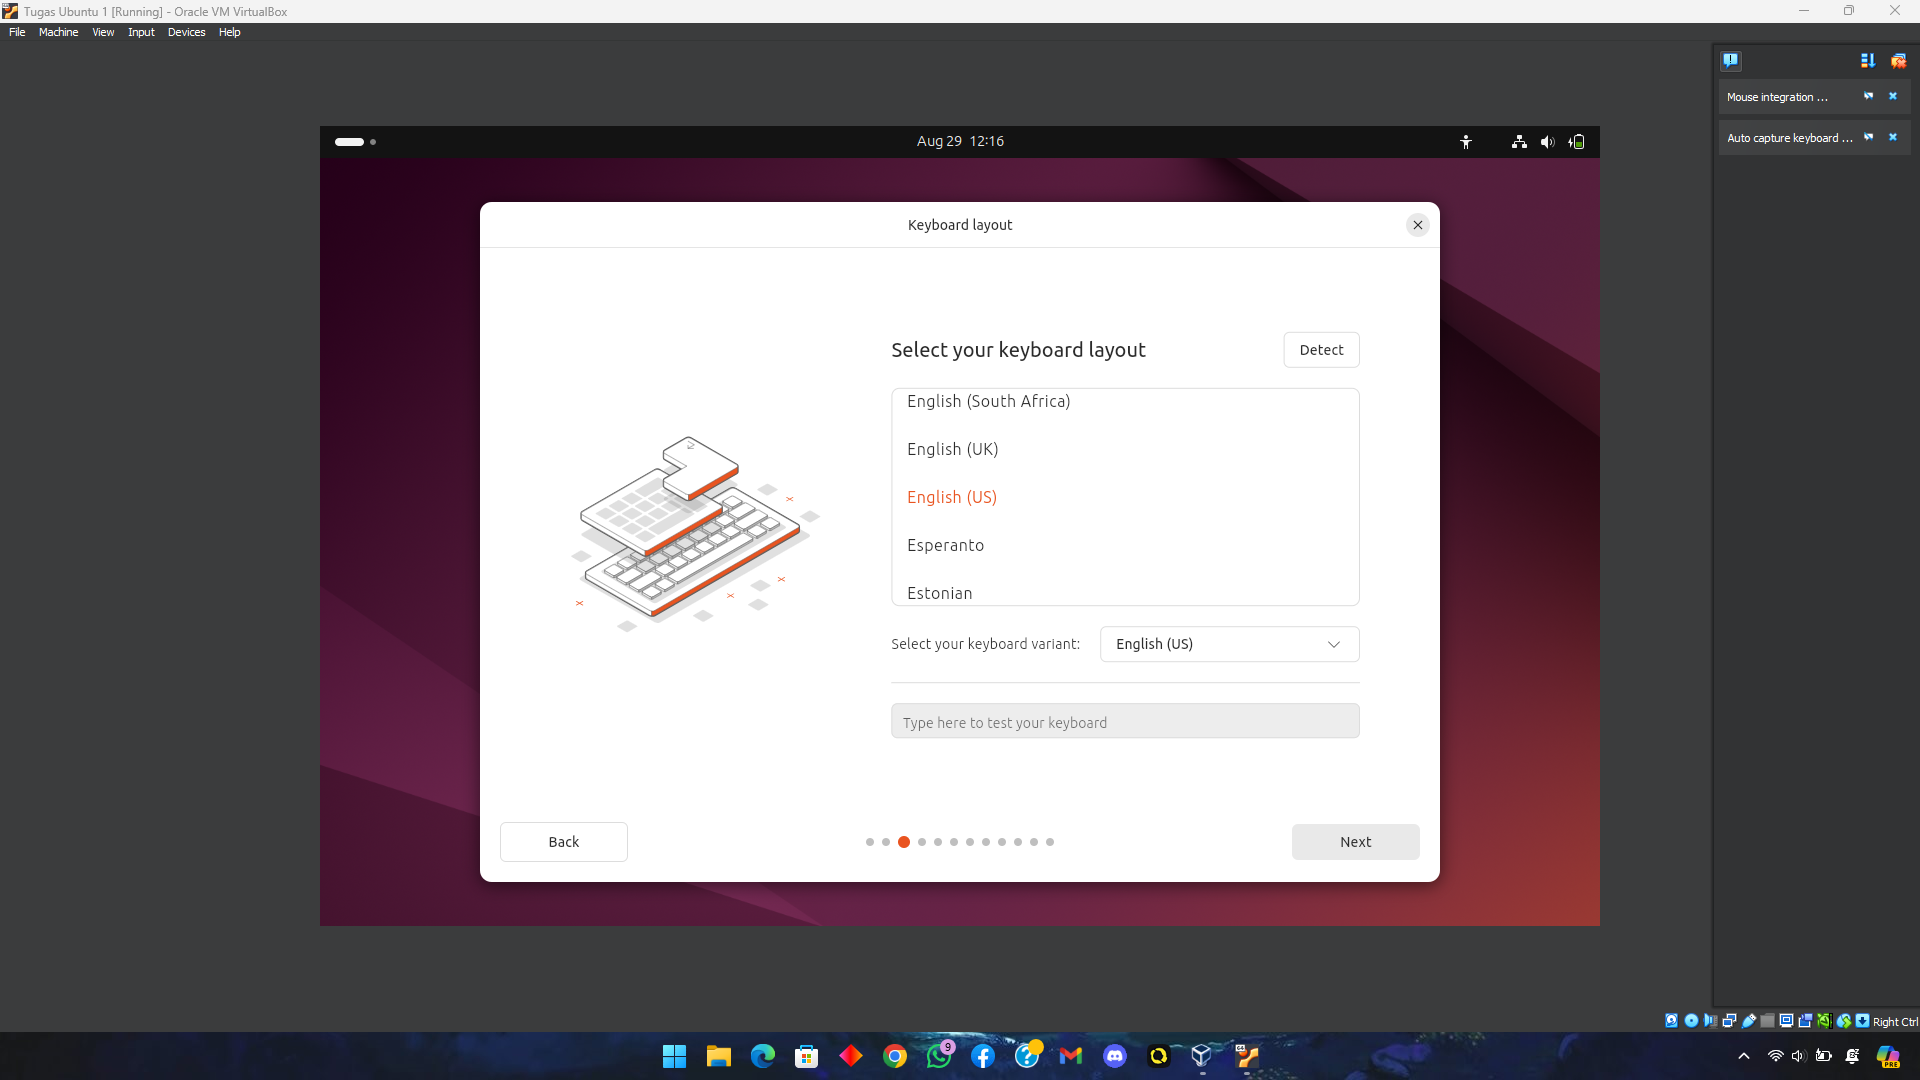 Tugas Ubuntu 1 [Running] - Oracle VM VirtualBox
File Machine View Input Devices Help
Mouse integration ...
Auto capture keyboard ...
Aug 29 12:16
Keyboard layout
Select your keyboard layout
Detect
English (South Africa)
English (UK)
English (US)
Esperanto
Estonian
Select your keyboard variant:
English (US)
Type here to test your keyboard
Back
Next
Right Ctrl
9
PRE